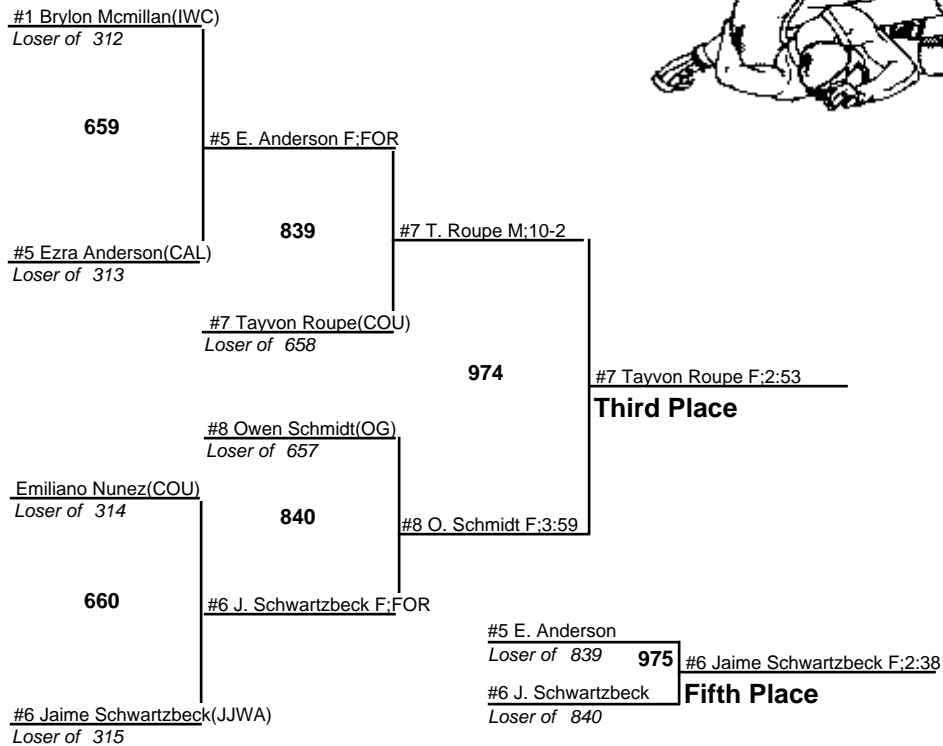 #1 Brylon Mcmillan(IWC)
Loser of 312
659
#5 E. Anderson F;FOR
#5 Ezra Anderson(CAL)
Loser of 313
839
#7 T. Roupe M;10-2
#7 Tayvon Roupe(COU)
Loser of 658
974
#7 Tayvon Roupe F;2:53
Third Place
#8 Owen Schmidt(OG)
Loser of 657
Emiliano Nunez(COU)
Loser of 314
840
#8 O. Schmidt F;3:59
660
#6 J. Schwartzbeck F;FOR
#6 Jaime Schwartzbeck(JJWA)
Loser of 315
#5 E. Anderson
Loser of 839
975
#6 Jaime Schwartzbeck F;2:38
Fifth Place
#6 J. Schwartzbeck
Loser of 840